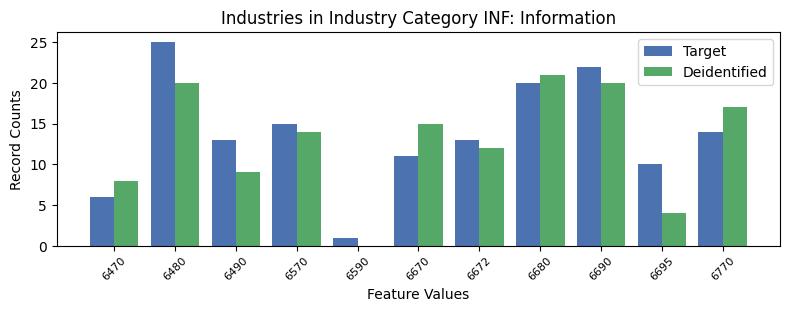 Industries in Industry Category INF: Information
Target
Deidentified
Record Counts
25
20
15
10
5
0
6470 6480 6490 6570 6590 6670 6672 6680 6690 6695 6770
Feature Values